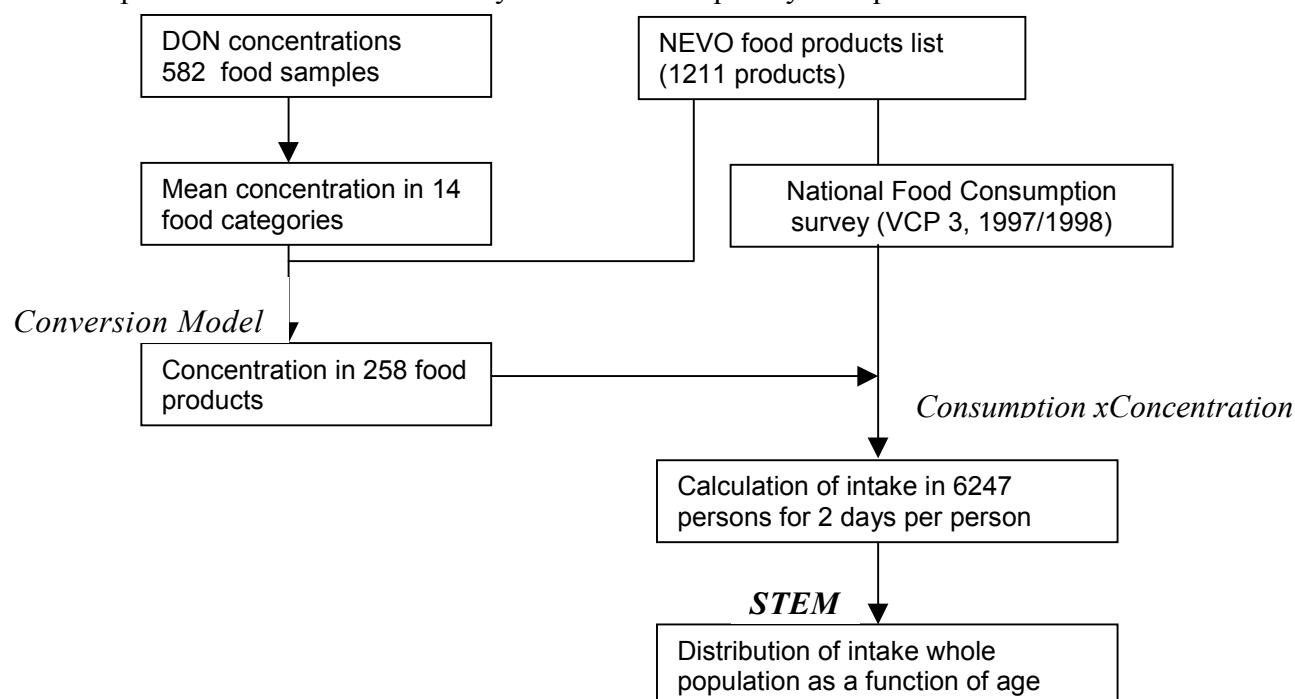 DON concentrations
582 food samples
NEVO food products list
(1211 products)
Mean concentration in 14
food categories
National Food Consumption
survey (VCP 3, 1997/1998)
Conversion Model
Concentration in 258 food
products
Consumption xConcentration
Calculation of intake in 6247
persons for 2 days per person
STEM
Distribution of intake whole
population as a function of age